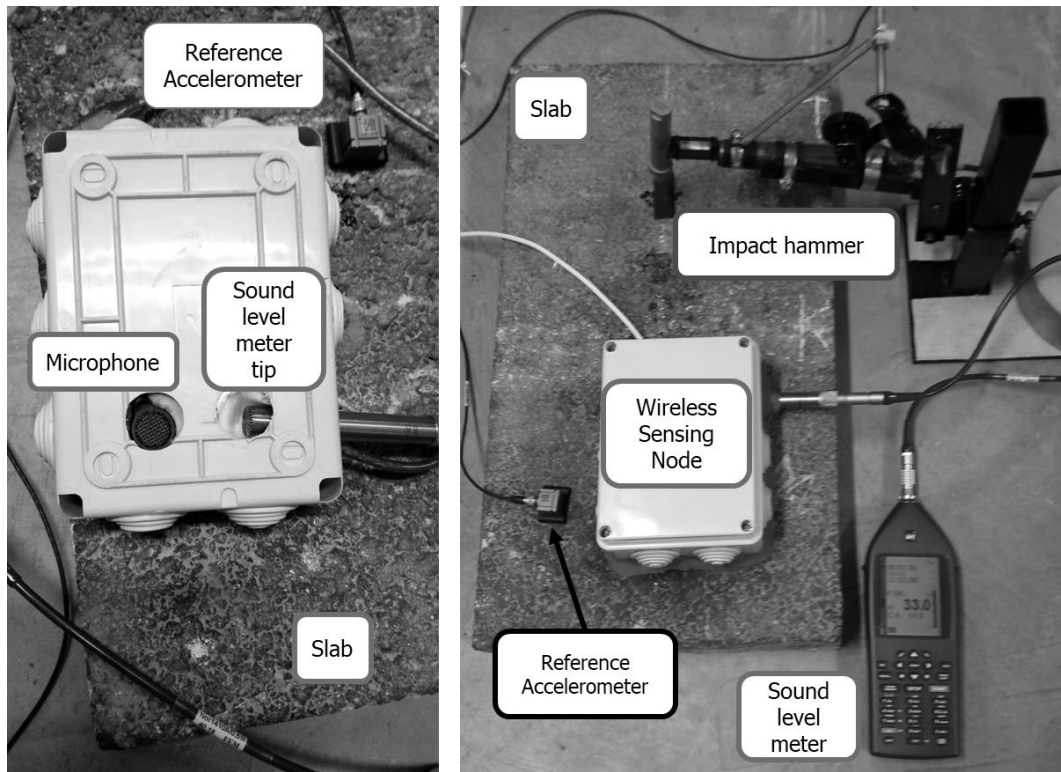 Reference
Accelerometer
Sound
level
meter
tip
Microphone
Slab
Slab
Impact hammer
Wireless
Sensing
Node
33.0
Reference
Accelerometer
Sound
level
meter